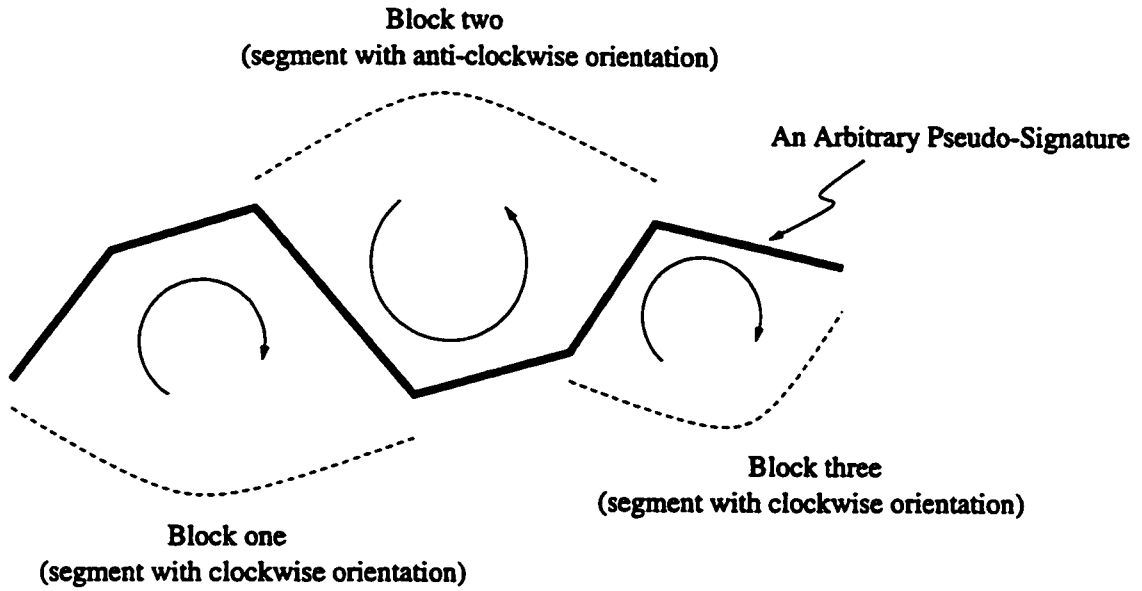 Block two
(segment with anti-clockwise orientation)
An Arbitrary Pseudo-Signature
Block three
(segment with clockwise orientation)
Block one
(segment with clockwise orientation)